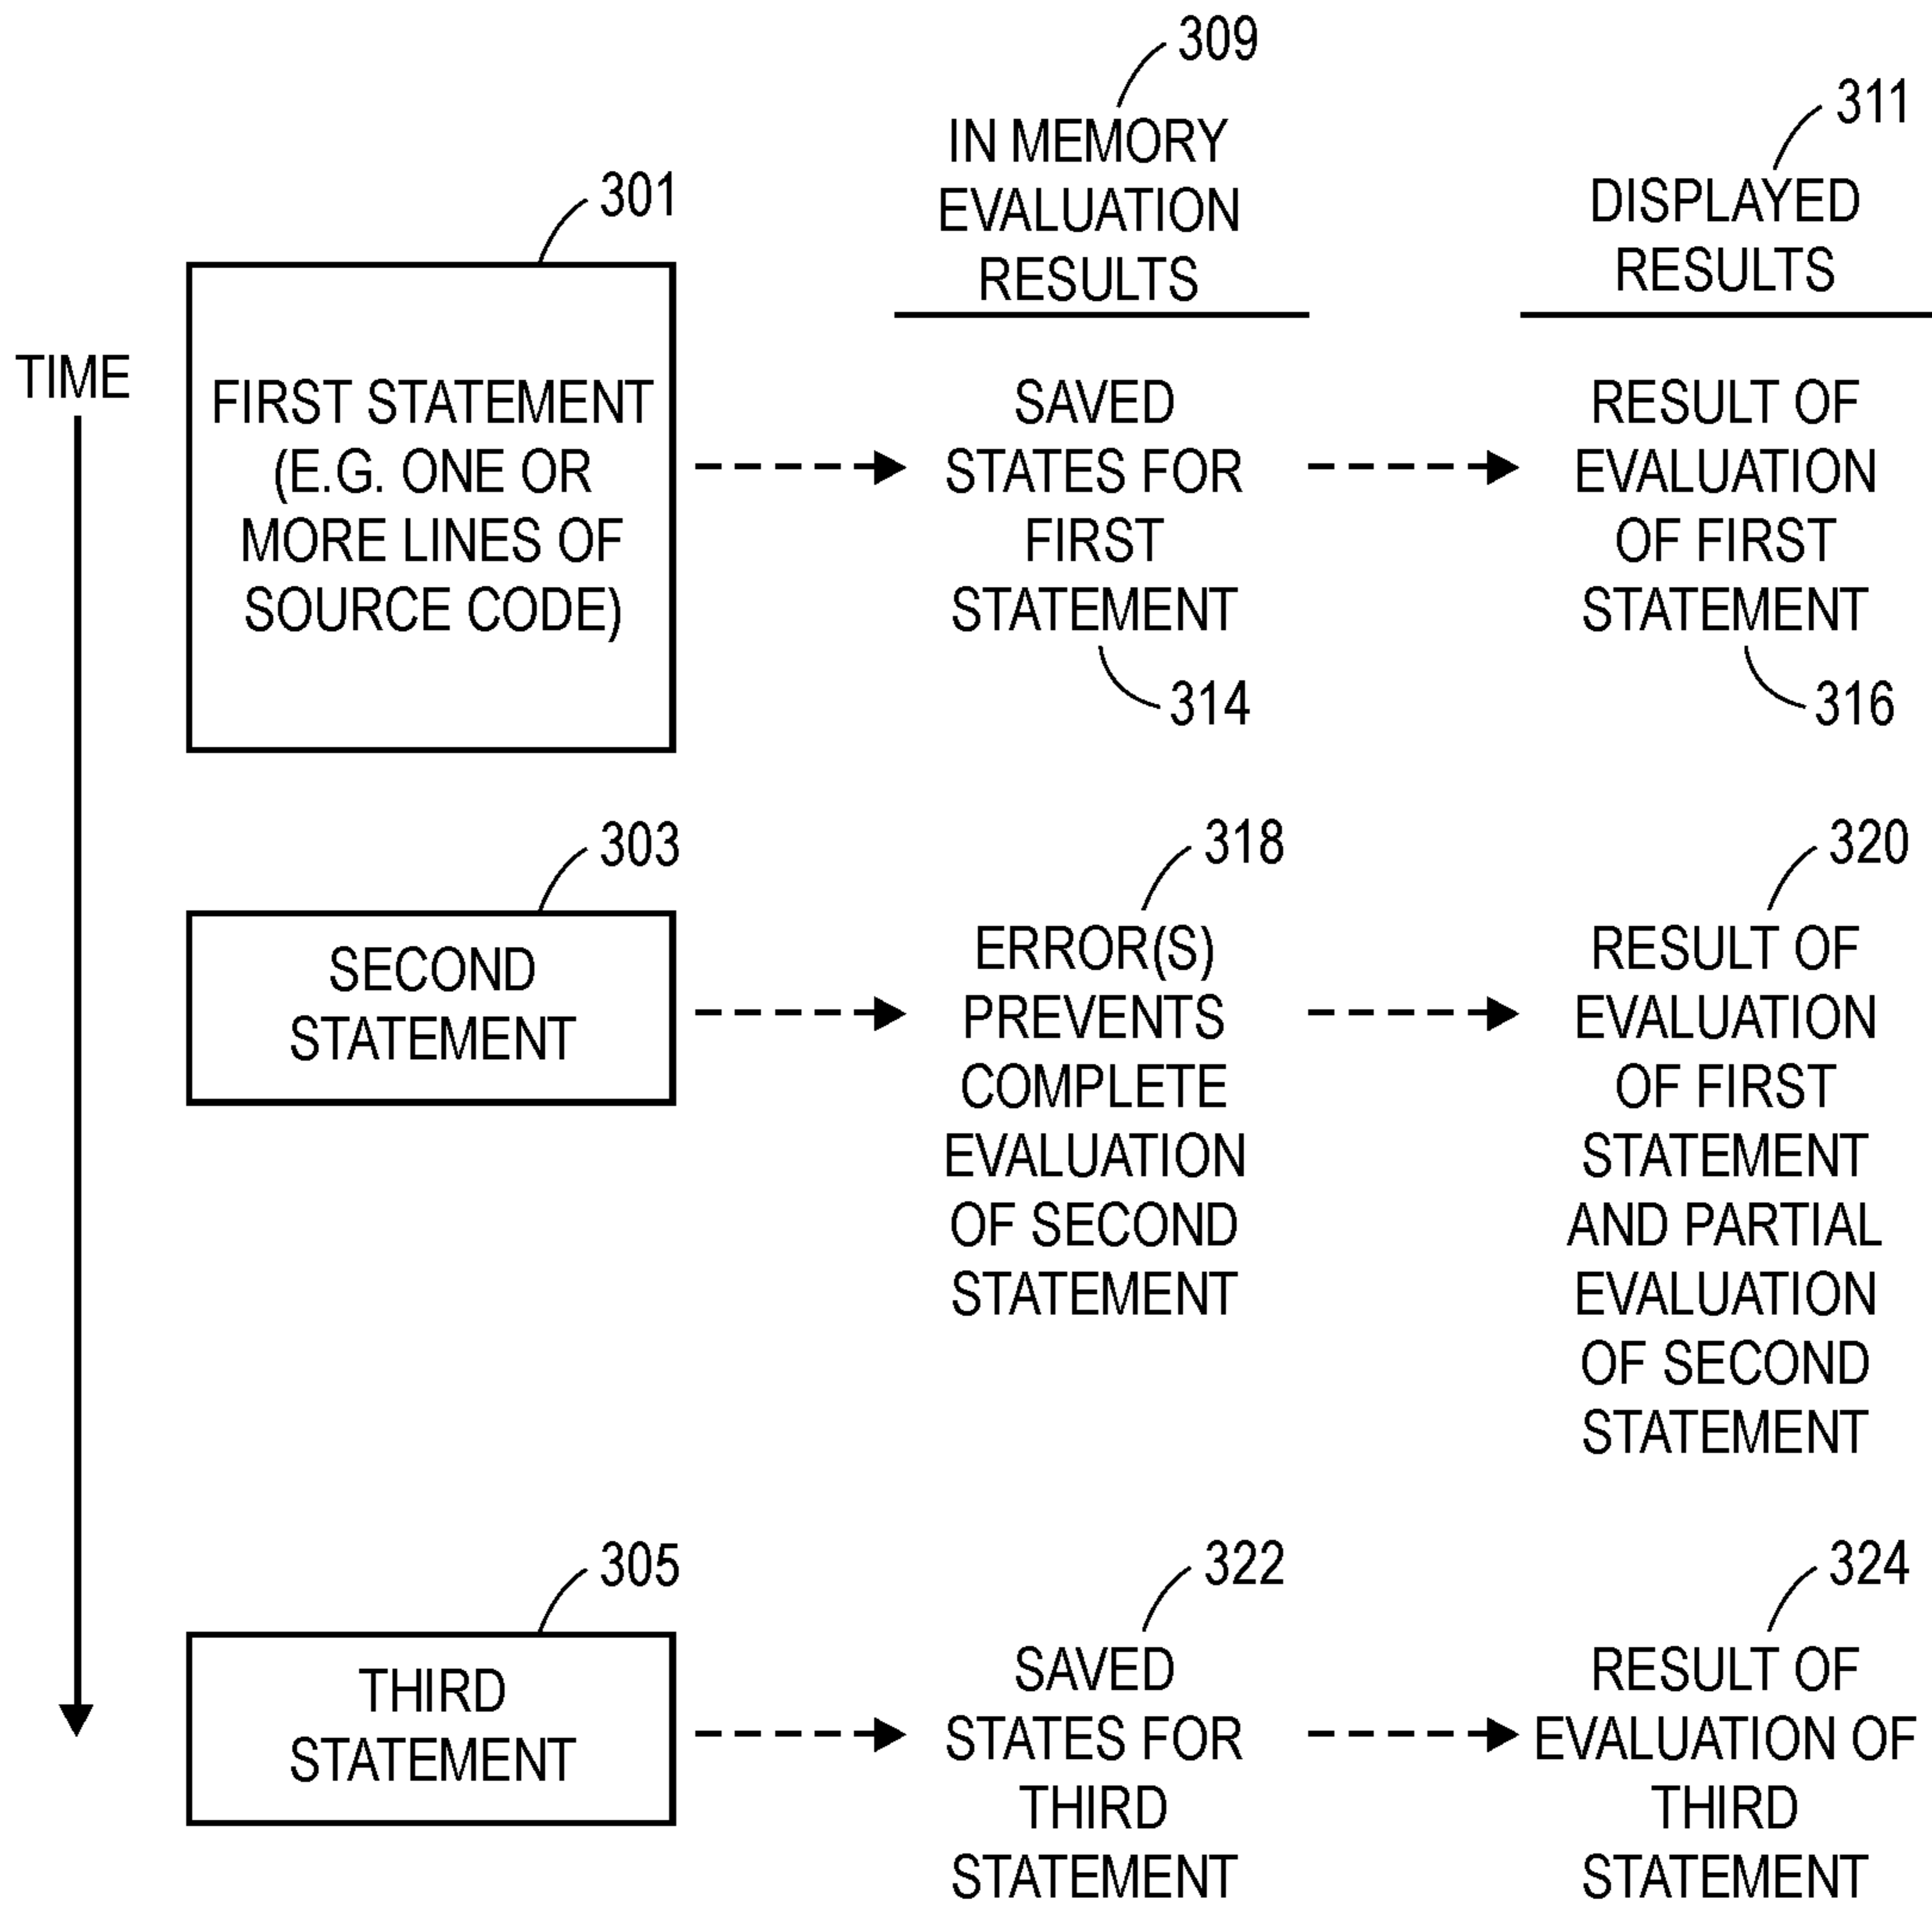 309
IN MEMORY
EVALUATION
RESULTS
311
DISPLAYED
RESULTS
TIME
301
FIRST STATEMENT
(E.G. ONE OR
MORE LINES OF
SOURCE CODE)
SAVED
STATES FOR
FIRST
STATEMENT
314
RESULT OF
EVALUATION
OF FIRST
STATEMENT
316
303
SECOND
STATEMENT
318
ERROR(S)
PREVENTS
COMPLETE
EVALUATION
OF SECOND
STATEMENT
320
RESULT OF
EVALUATION
OF FIRST
STATEMENT
AND PARTIAL
EVALUATION
OF SECOND
STATEMENT
305
THIRD
STATEMENT
322
SAVED
STATES FOR
THIRD
STATEMENT
324
RESULT OF
EVALUATION OF
THIRD
STATEMENT